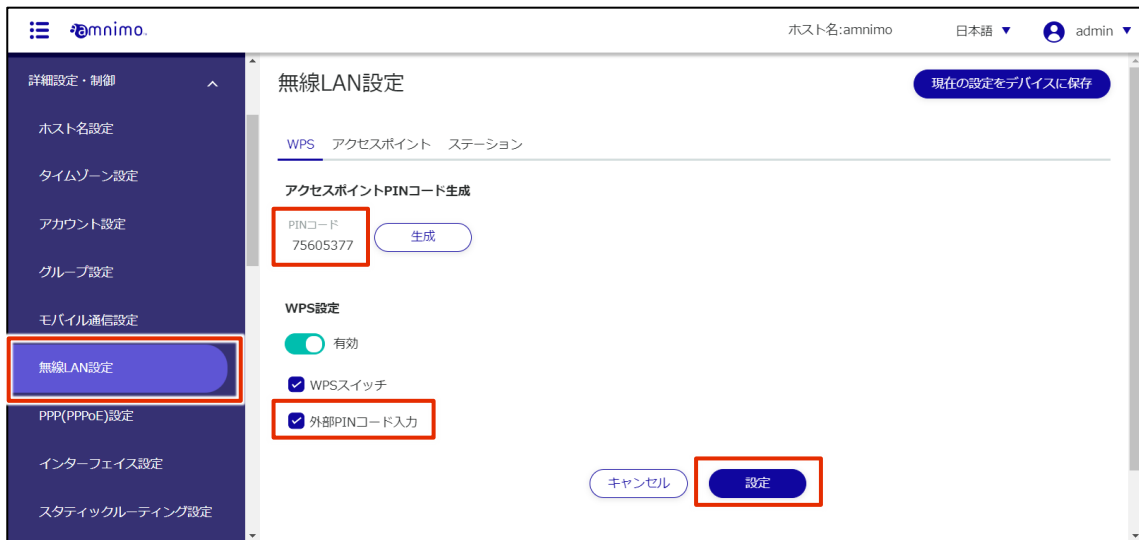 amnimo.
ホスト名:amnimo
日本語 ▼
admin ▼
詳細設定・制御
ホスト名設定
タイムゾーン設定
アカウント設定
グループ設定
モバイル通信設定
無線LAN設定
PPP(PPPoE)設定
インターフェイス設定
スタティックルーティング設定
無線LAN設定
現在の設定をデバイスに保存
WPS アクセスポイント ステーション
アクセスポイントPINコード生成
PINコード
75605377
生成
WPS設定
有効
WPSスイッチ
外部PINコード入力
キャンセル
設定